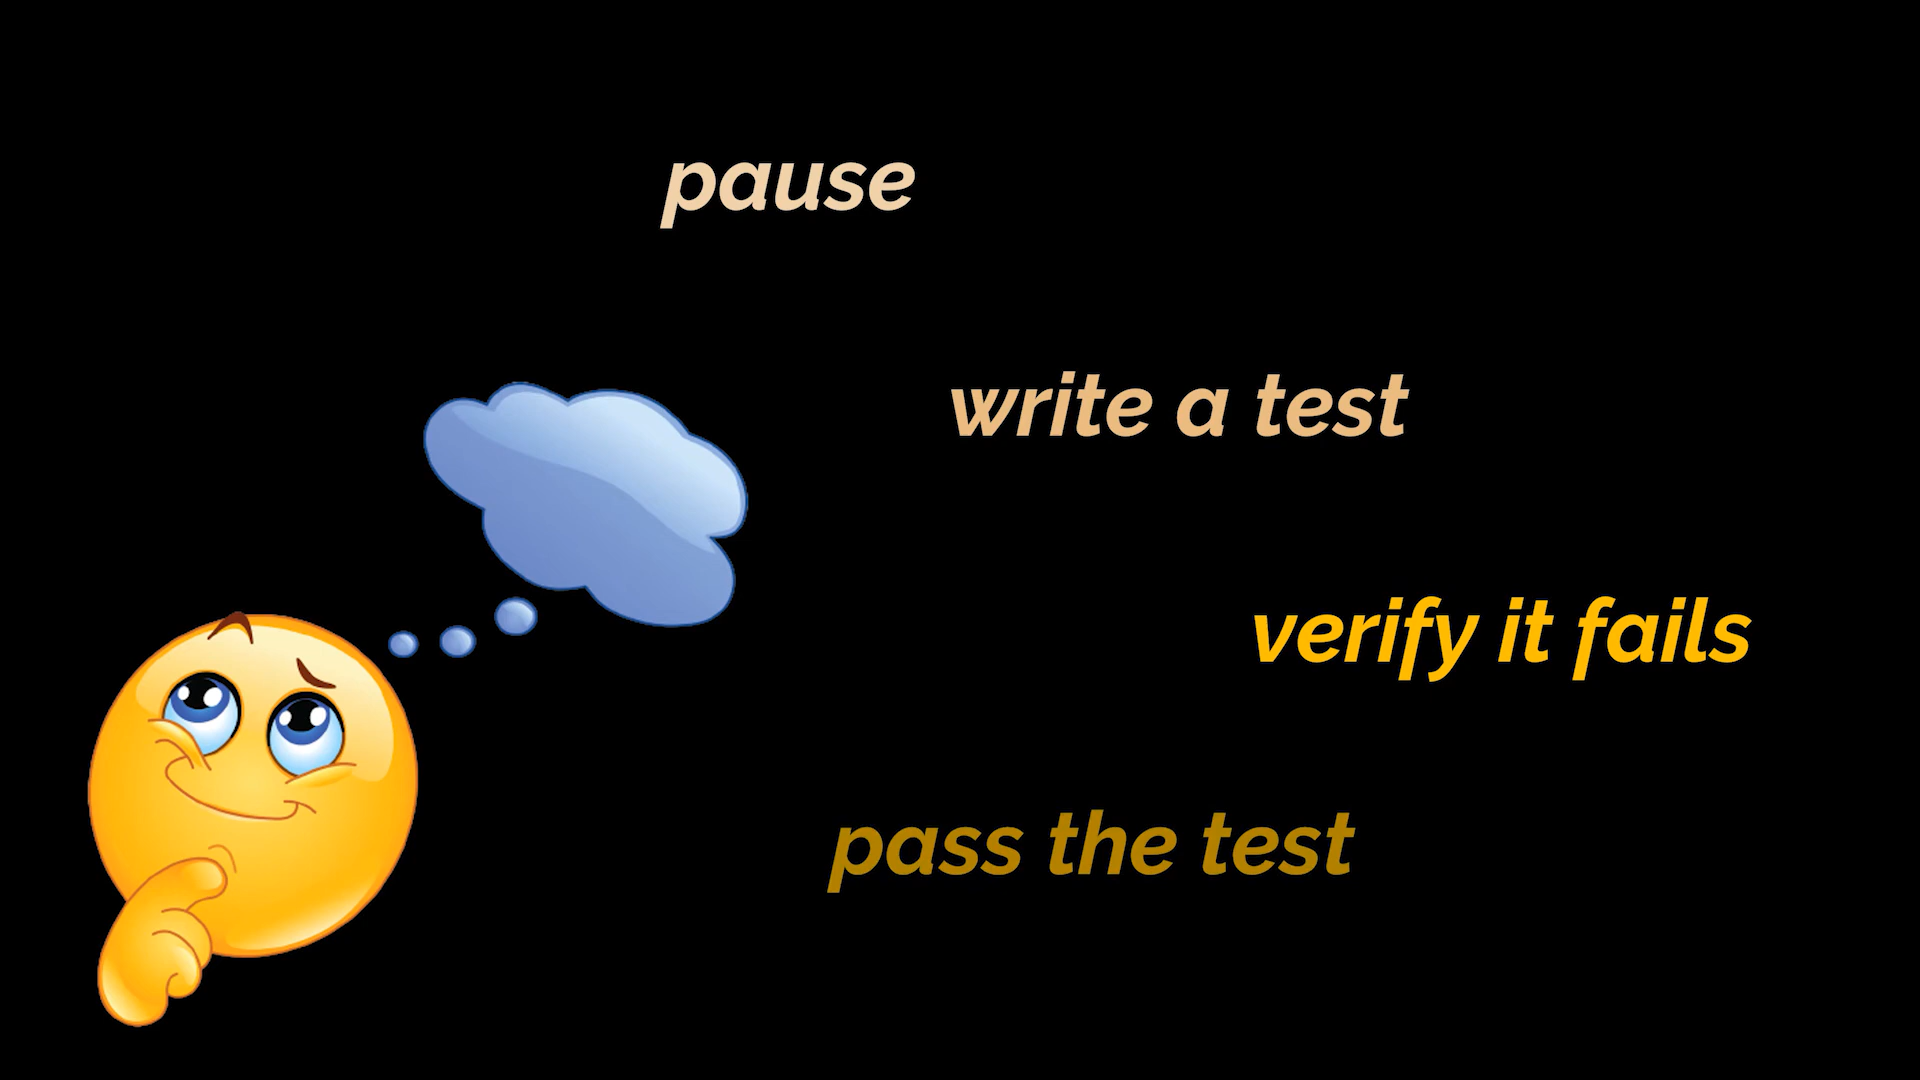 pause
write a test
verify it fails
pass the test